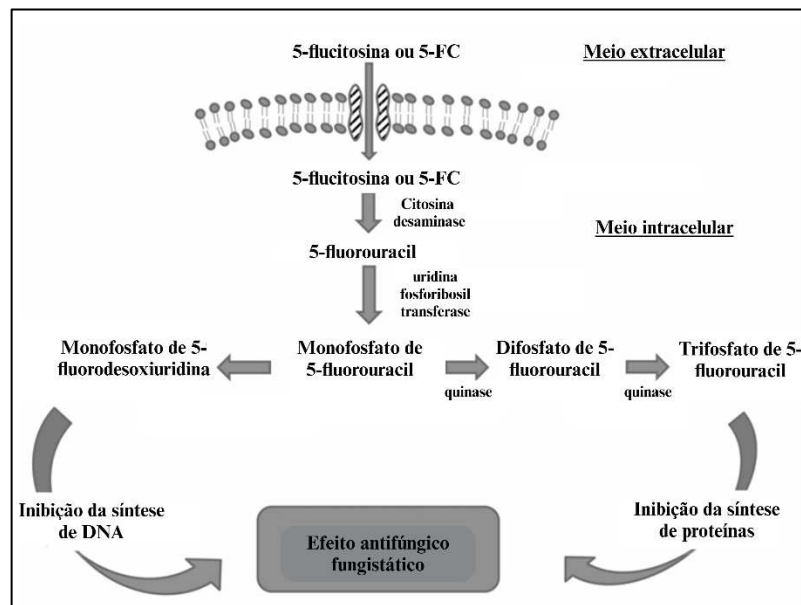 5-flucitosina ou 5-FC
Meio extracelular
5-flucitosina ou 5-FC
Citosina
desaminase
Meio intracelular
5-fluorouracil
uridina
fosforibosil
transferase
Monofosfato de 5-
fluorodesoxiuridina
Monofosfato de
5-fluorouracil
quinase
Difosfato de 5-
fluorouracil
quinase
Trifosfato de 5-
fluorouracil
Inibição da síntese
de DNA
Efeito antifúngico
fungistático
Inibição da síntese
de proteínas